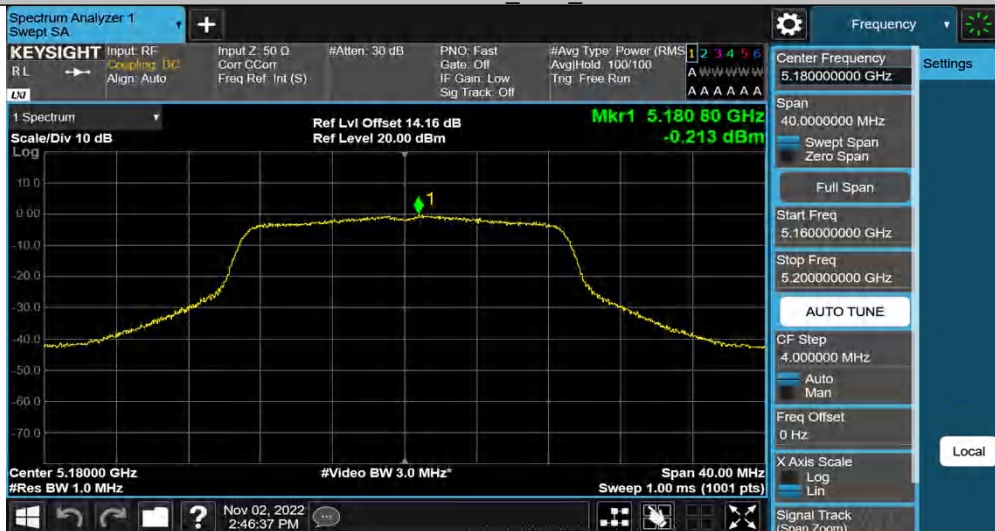 Spectrum Analyzer 1
Swept SA
+
Frequency
KEYSIGHT
RL
LXI
Input: RF
Coupling: DC
Align: Auto
Input Z: 50 Ω
Corr CCorr
Freq Ref: Int (S)
#Atten: 30 dB
PNO: Fast
Gate: Off
IF Gain: Low
Sig Track: Off
#Avg Type: Power (RMS
Avg|Hold: 100/100
Trig: Free Run
1 2 3 4 5 6
A W W W W W
A A A A A A
1 Spectrum
Scale/Div 10 dB
Log
Ref Lvl Offset 14.16 dB
Ref Level 20.00 dBm
Mkr1 5.180 80 GHz
-0.213 dBm
10.0
0.00
-10.0
-20.0
-30.0
-40.0
-50.0
-60.0
-70.0
1
Center 5.18000 GHz
#Res BW 1.0 MHz
#Video BW 3.0 MHz*
Span 40.00 MHz
Sweep 1.00 ms (1001 pts)
Center Frequency
5.180000000 GHz
Span
40.0000000 MHz
Swept Span
Zero Span
Full Span
Start Freq
5.160000000 GHz
Stop Freq
5.200000000 GHz
AUTO TUNE
CF Step
4.000000 MHz
Auto
Man
Freq Offset
0 Hz
X Axis Scale
Log
Lin
Signal Track
(Span Zoom)
Settings
Local
?
Nov 02, 2022
2:46:37 PM